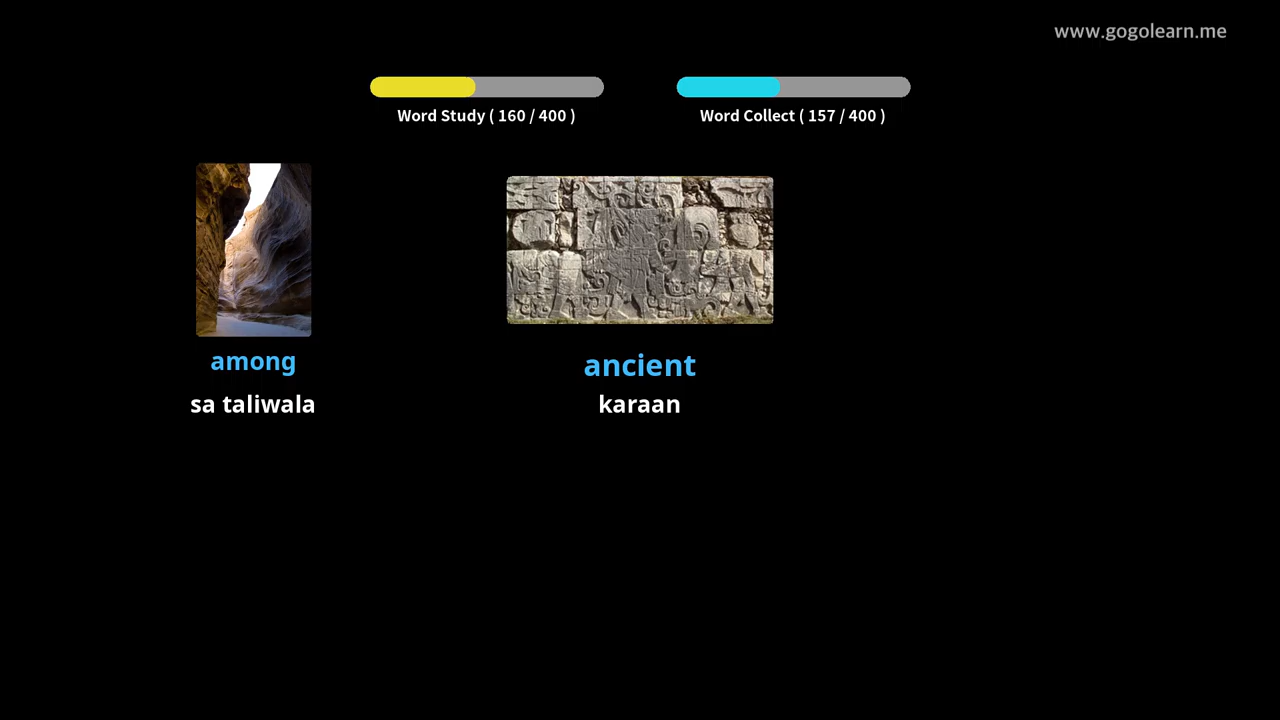 www.gogolearn.me
Word Study ( 160 / 400 )
Word Collect ( 157 / 400 )
among
sa taliwala
ancient
karaan